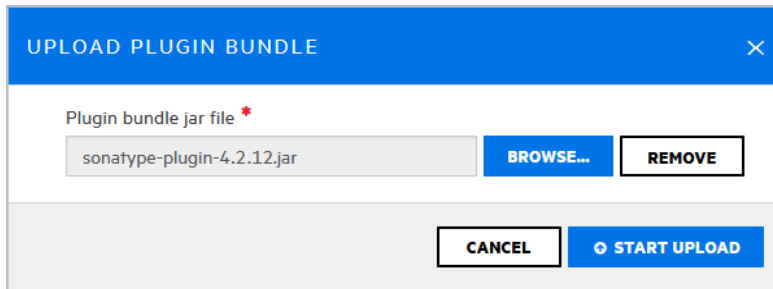 UPLOAD PLUGIN BUNDLE
Plugin bundle jar file *
sonatype-plugin-4.2.12.jar BROWSE... REMOVE
CANCEL START UPLOAD